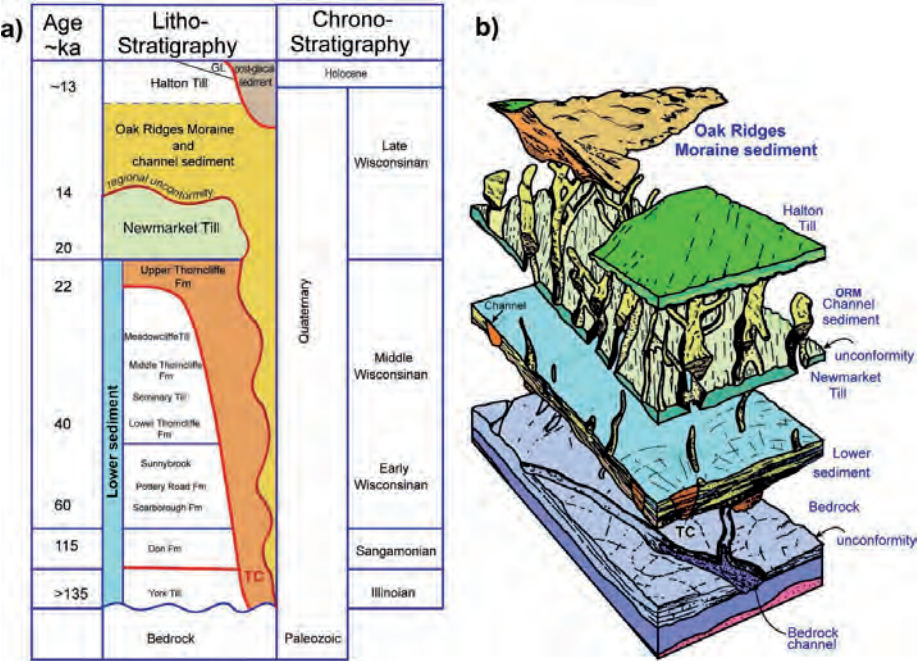 a)
Age
~ka
Litho-
Stratigraphy
Chrono-
Stratigraphy
GL
postglacial
sediment
Holocene
~13
Halton Till
Oak Ridges Moraine
and
channel sediment
Late
Wisconsinan
regional unconformity
14
Newmarket Till
20
Upper Thorncliffe
Fm
22
Quaternary
Meadowcliffe Till
Middle Thorncliffe
Fm
Middle
Wisconsinan
Seminary Till
40
Lower Thorncliffe
Fm
Lower sediment
Sunnybrook
Early
Wisconsinan
Pottery Road Fm
60
Scarborough Fm
115
Don Fm
Sangamonian
TC
>135
York Till
Illinoian
Bedrock
Paleozoic
b)
Oak Ridges
Moraine sediment
Halton
Till
Channel
ORM
Channel
sediment
unconformity
Newmarket
Till
Lower
sediment
Bedrock
TC
unconformity
Bedrock
channel